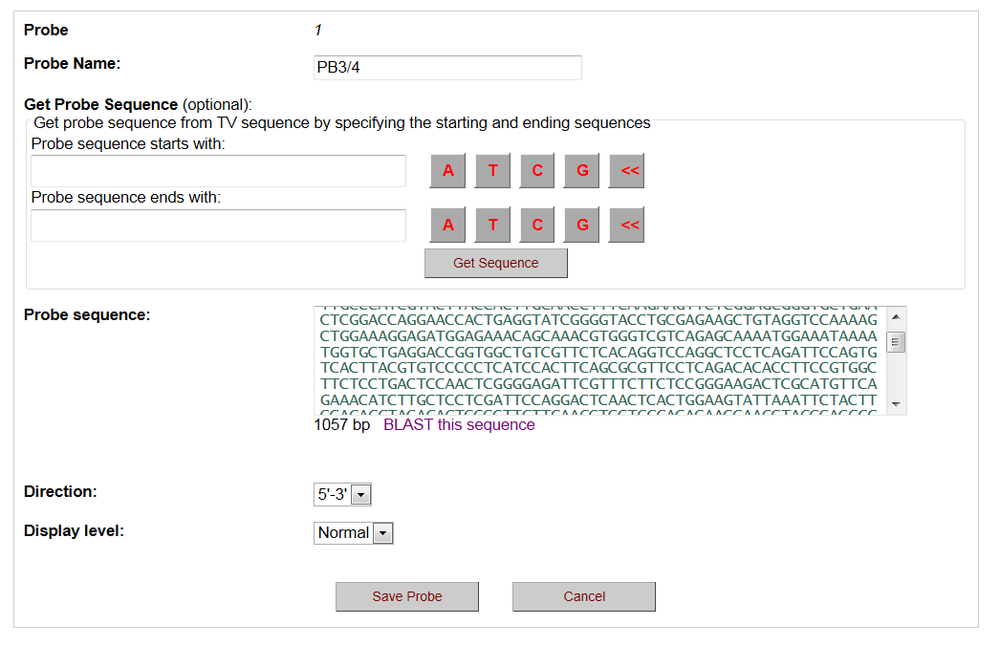 Probe 1
Probe Name: PB3/4
Get Probe Sequence (optional):
Get probe sequence from TV sequence by specifying the starting and ending sequences
Probe sequence starts with:
A T C G <<
Probe sequence ends with:
A T C G <<
Get Sequence
Probe sequence:
CTCGGACCAGGAACCACTGAGGTATCGGGGTACCTGCGAGAAGCTGTAGGTCCAAAAG
CTGGAAAGGAGATGGAGAAACAGCAAACGTGGGTCGTCAGAGCAAAATGGAAATAAAA
TGGTGCTGAGGACCGGTGGCTGTCGTTCTCACAGGTCCAGGCTCCTCAGATTCCAGTG
TCACTTACGTGTCCCCCTCATCCACTTCAGCGCGTTCCTCAGACACACCTTCCGTGGC
TTCTCCTGACTCCAACTCGGGGAGATTCGTTTCTTCTCCGGGAAGACTCGCATGTTCA
GAAACATCTTGCTCCTCGATTCCAGGACTCAACTCACTGGAAGTATTAAATTCTACTT
1057 bp BLAST this sequence
Direction: 5'-3'
Display level: Normal
Save Probe Cancel